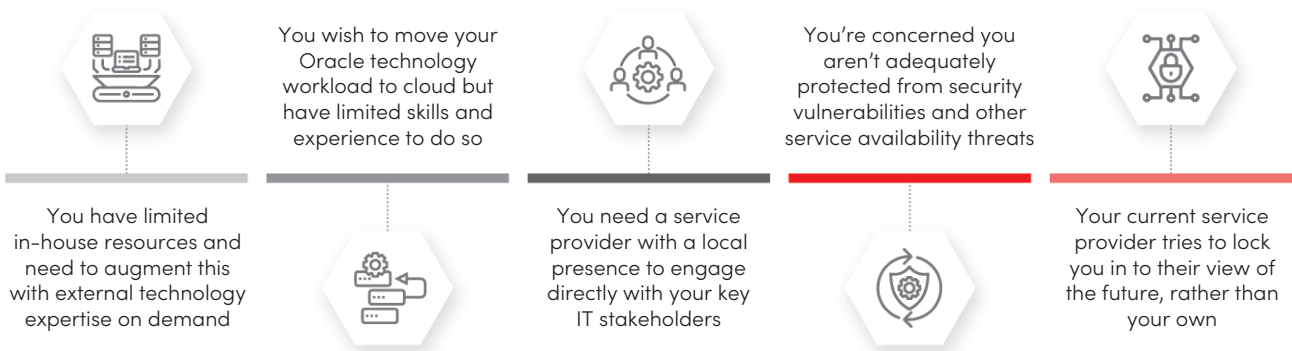 You have limited
in-house resources and
need to augment this
with external technology
expertise on demand
You wish to move your
Oracle technology
workload to cloud but
have limited skills and
experience to do so
You need a service
provider with a local
presence to engage
directly with your key
IT stakeholders
You’re concerned you
aren’t adequately
protected from security
vulnerabilities and other
service availability threats
Your current service
provider tries to lock
you in to their view of
the future, rather than
your own